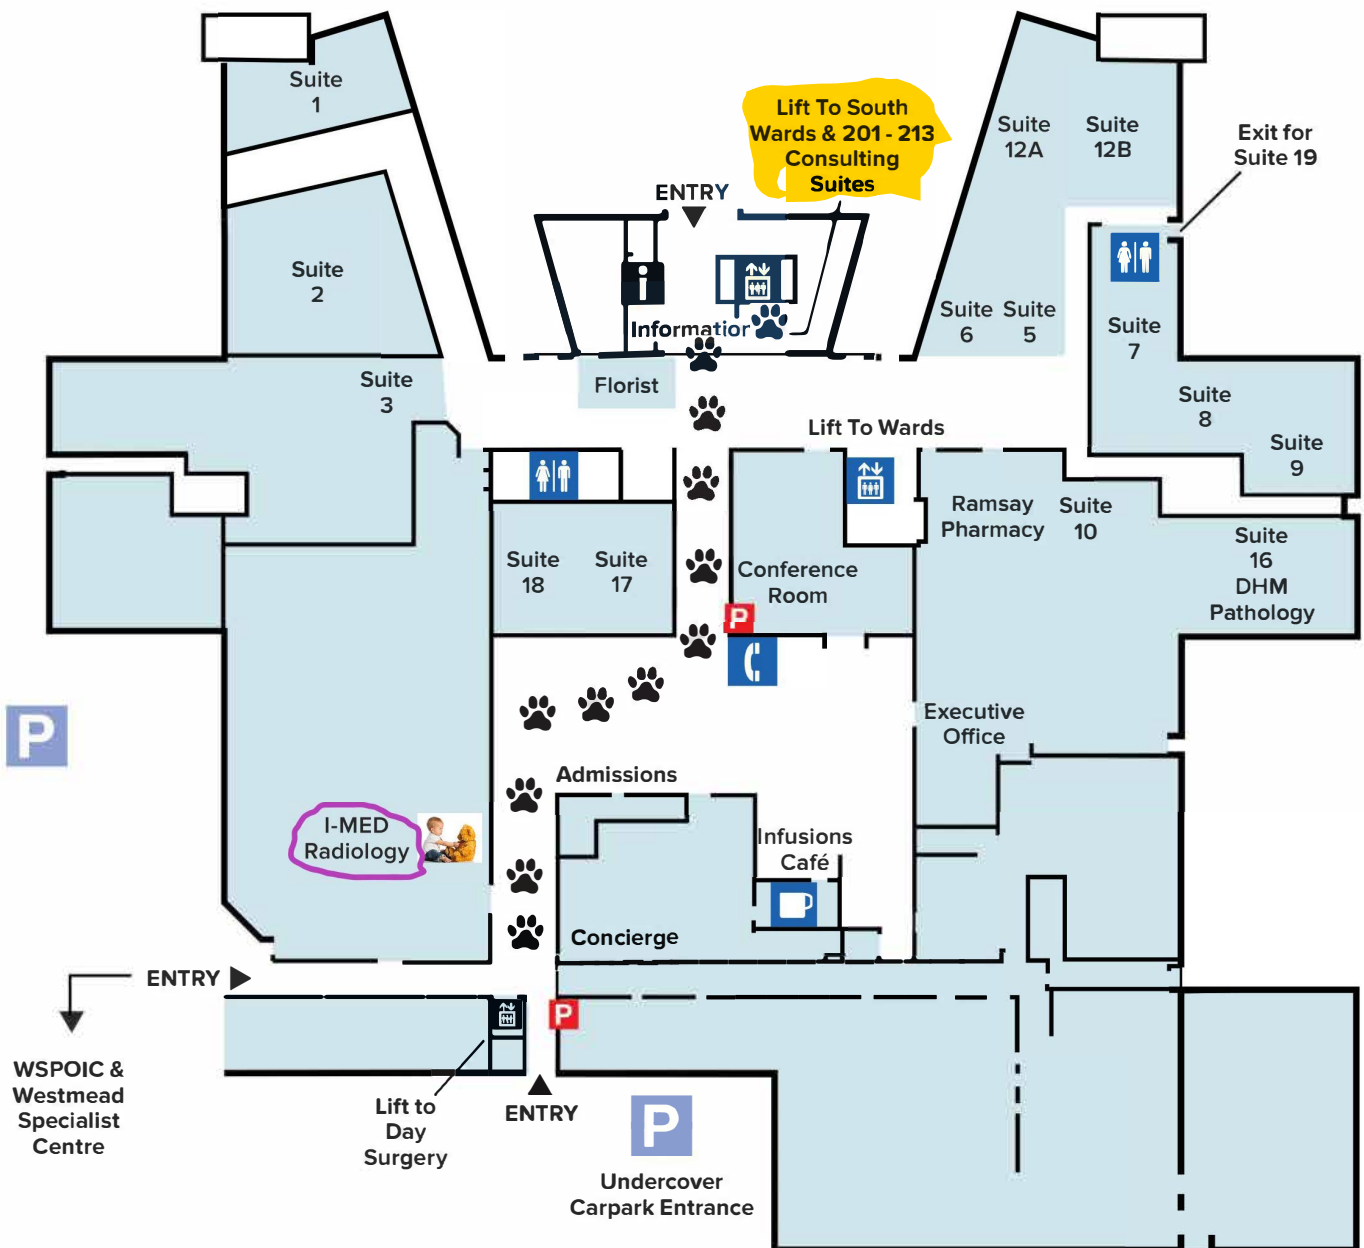 Suite
1
Lift To South
Wards & 201 - 213
Consulting
Suites
Suite
12A
Suite
12B
Exit for
Suite 19
ENTRY
Suite
2
Information
Suite
6
Suite
5
Suite
7
Suite
3
Florist
Suite
8
Lift To Wards
Suite
9
Ramsay
Pharmacy
Suite
10
Suite
18
Suite
17
Conference
Room
Suite
16
DHM
Pathology
P
P
Executive
Office
Admissions
I-MED
Radiology
Infusions
Café
Concierge
ENTRY
P
WSPOIC &
Westmead
Specialist
Centre
Lift to
Day
Surgery
ENTRY
P
Undercover
Carpark Entrance